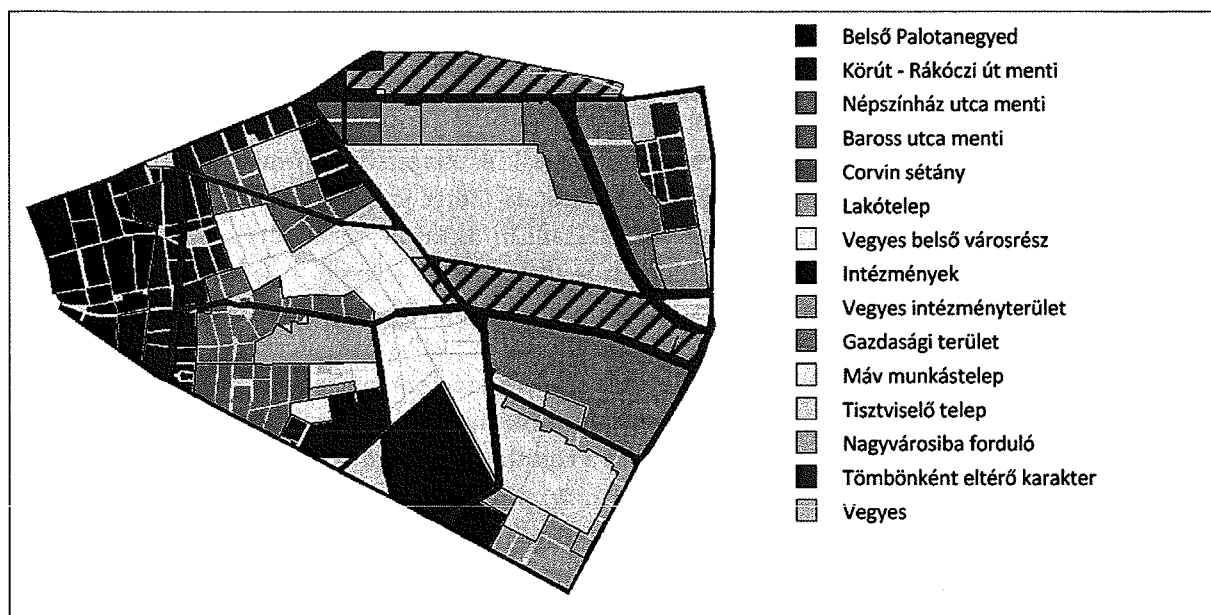 Belső Palotanegyed
Körút - Rákóczi út menti
Népszínház utca menti
Baross utca menti
Corvin sétány
Lakótelep
Vegyes belső városrész
Intézmények
Vegyes intézményterület
Gazdasági terület
Máv munkástelep
Tisztviselő telep
Nagyvárosiba forduló
Tömbönként eltérő karakter
Vegyes